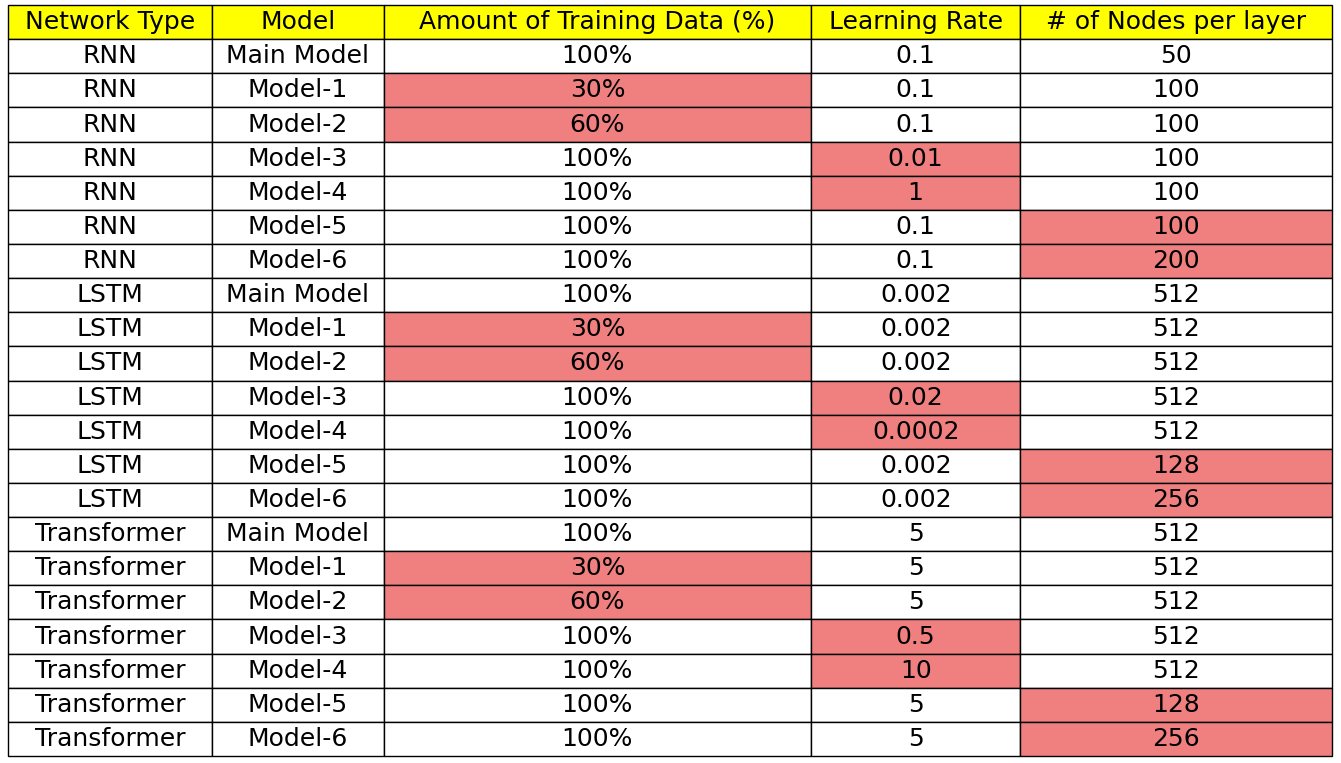 Network Type Model Amount of Training Data (%) Learning Rate # of Nodes per layer
RNN Main Model 100% 0.1 50
RNN Model-1 30% 0.1 100
RNN Model-2 60% 0.1 100
RNN Model-3 100% 0.01 100
RNN Model-4 100% 1 100
RNN Model-5 100% 0.1 100
RNN Model-6 100% 0.1 200
LSTM Main Model 100% 0.002 512
LSTM Model-1 30% 0.002 512
LSTM Model-2 60% 0.002 512
LSTM Model-3 100% 0.02 512
LSTM Model-4 100% 0.0002 512
LSTM Model-5 100% 0.002 128
LSTM Model-6 100% 0.002 256
Transformer Main Model 100% 5 512
Transformer Model-1 30% 5 512
Transformer Model-2 60% 5 512
Transformer Model-3 100% 0.5 512
Transformer Model-4 100% 10 512
Transformer Model-5 100% 5 128
Transformer Model-6 100% 5 256